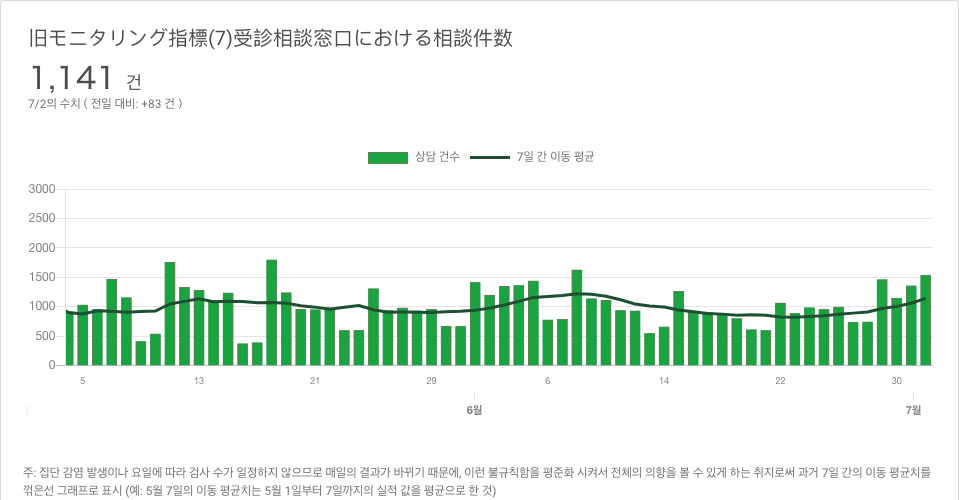 旧モニタリング指標(7)受診相談窓口における相談件数
1,141 건
7/2의 수치 ( 전일 대비: +83 건 )
상담 건수 7일 간 이동 평균
3000
2500
2000
1500
1000
500
0
5 13 21 29 6 14 22 30
6월 7월
주: 집단 감염 발생이나 요일에 따라 검사 수가 일정하지 않으므로 매일의 결과가 바뀌기 때문에, 이런 불규칙함을 평준화 시켜서 전체의 의향을 볼 수 있게 하는 취지로써 과거 7일 간의 이동 평균치를
꺾은선 그래프로 표시 (예: 5월 7일의 이동 평균치는 5월 1일부터 7일까지의 실적 값을 평균으로 한 것)